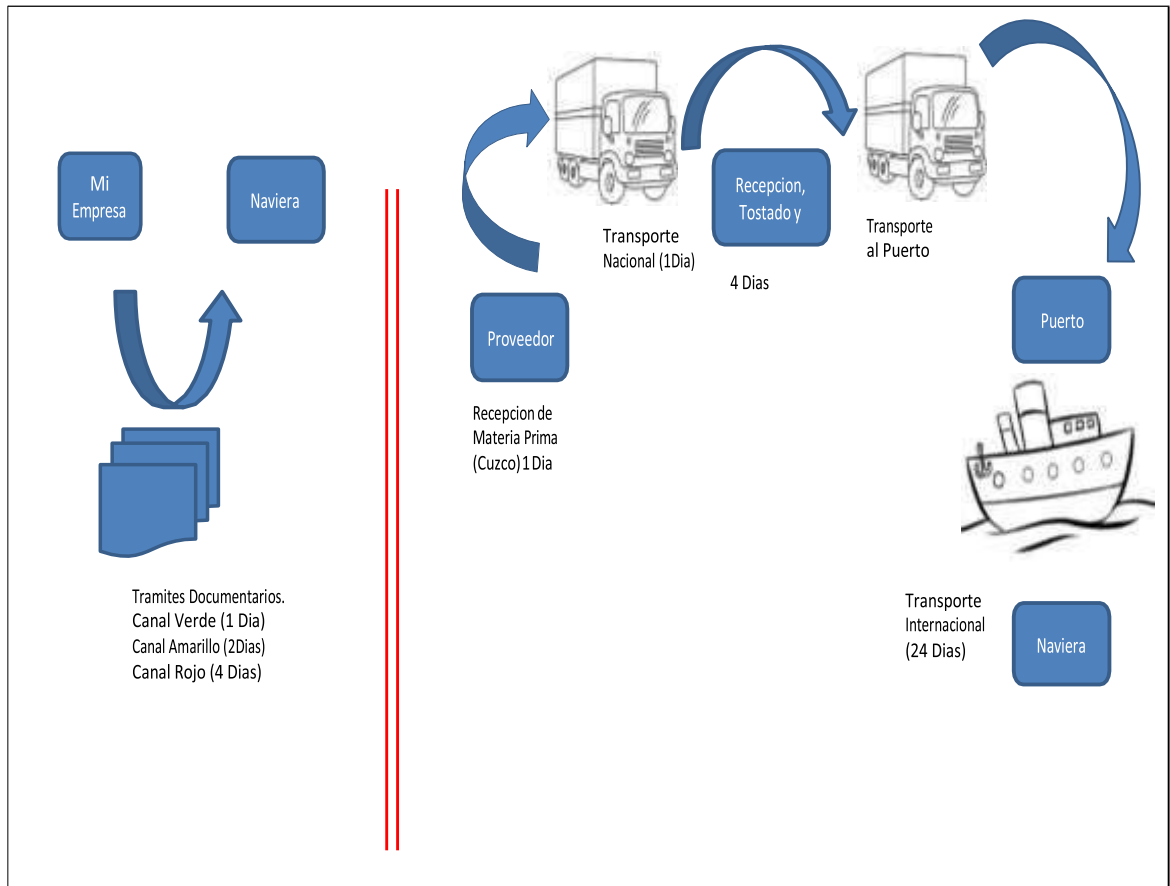 Mi
Empresa
Naviera
Tramites Documentarios.
Canal Verde (1 Dia)
Canal Amarillo (2Dias)
Canal Rojo (4 Dias)
Proveedor
Recepcion de
Materia Prima
(Cuzco) 1 Dia
Transporte
Nacional (1Dia)
Recepcion,
Tostado y
4 Dias
Transporte
al Puerto
Puerto
Transporte
Internacional
(24 Dias)
Naviera